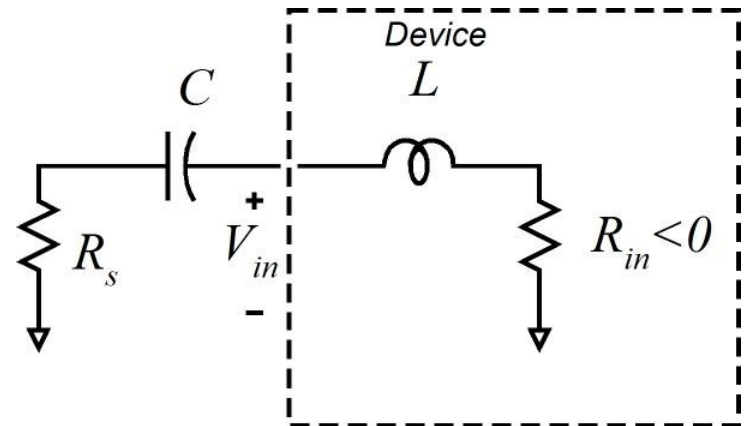 Device
C
L
+
R_s
V_in
R_in<0
-